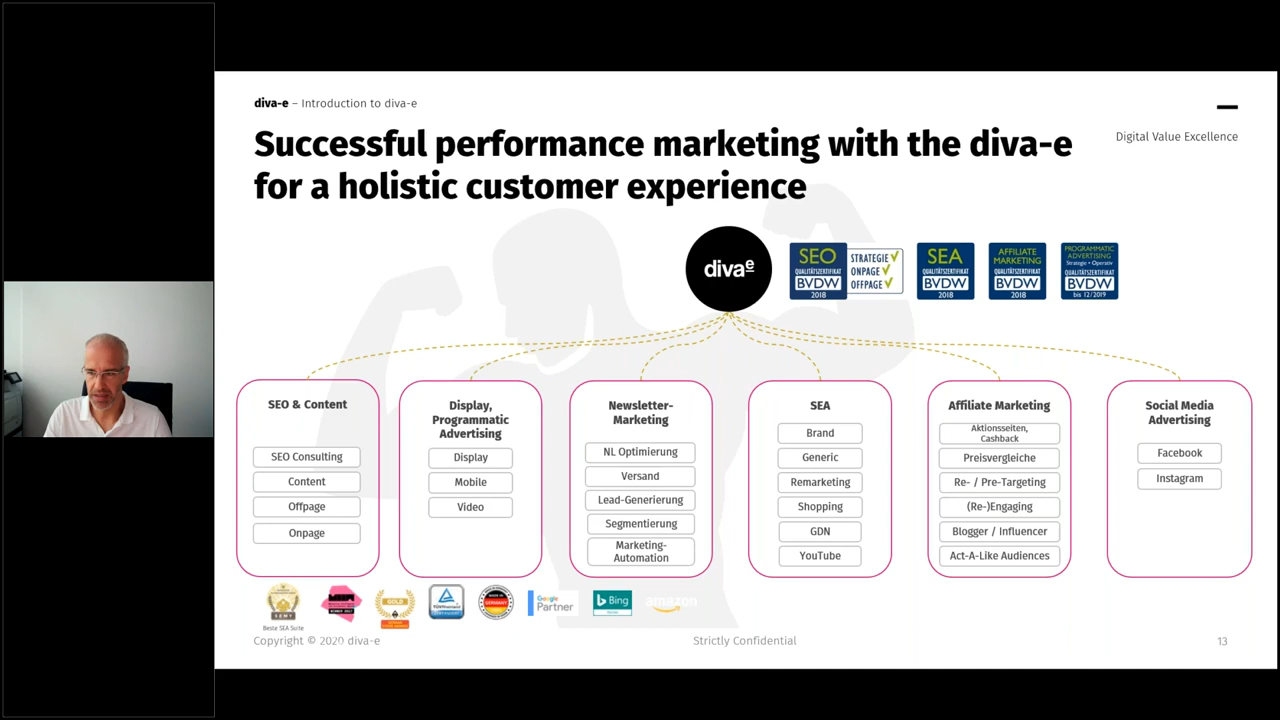 diva-e – Introduction to diva-e
Successful performance marketing with the diva-e
for a holistic customer experience
Digital Value Excellence
divae
SEO
QUALITÄTSZERTIFIKAT
BVDW
2018
STRATEGIE
ONPAGE
OFFPAGE
SEA
QUALITÄTSZERTIFIKAT
BVDW
2018
AFFILIATE
MARKETING
QUALITÄTSZERTIFIKAT
BVDW
2018
PROGRAMMATIC
ADVERTISING
Strategie + Operativ
QUALITÄTSZERTIFIKAT
BVDW
bis 12/2019
SEO & Content
SEO Consulting
Content
Offpage
Onpage
Display,
Programmatic
Advertising
Display
Mobile
Video
Newsletter-
Marketing
NL Optimierung
Versand
Lead-Generierung
Segmentierung
Marketing-
Automation
SEA
Brand
Generic
Remarketing
Shopping
GDN
YouTube
Affiliate Marketing
Aktionsseiten,
Cashback
Preisvergleiche
Re- / Pre-Targeting
(Re-)Engaging
Blogger / Influencer
Act-A-Like Audiences
Social Media
Advertising
Facebook
Instagram
SEMY
Beste SEA Suite
GOLD
GERMANY
Google
Partner
Bing
amazon
Copyright © 2020 diva-e
Strictly Confidential
13